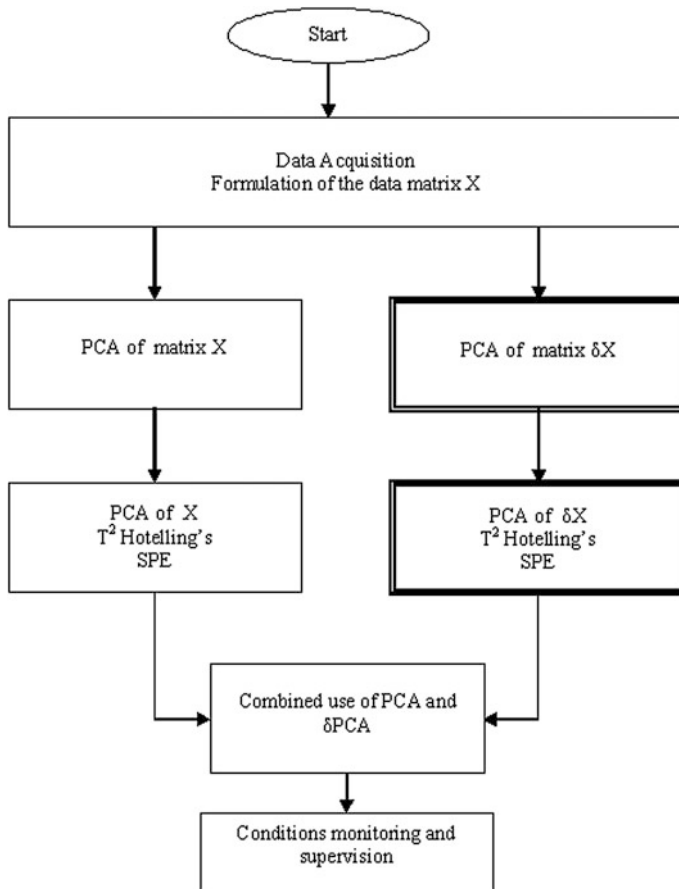 Start
Data Acquisition
Formulation of the data matrix X
PCA of matrix X
PCA of matrix δX
PCA of X
T² Hotelling's
SPE
PCA of δX
T² Hotelling's
SPE
Combined use of PCA and
δPCA
Conditions monitoring and
supervision